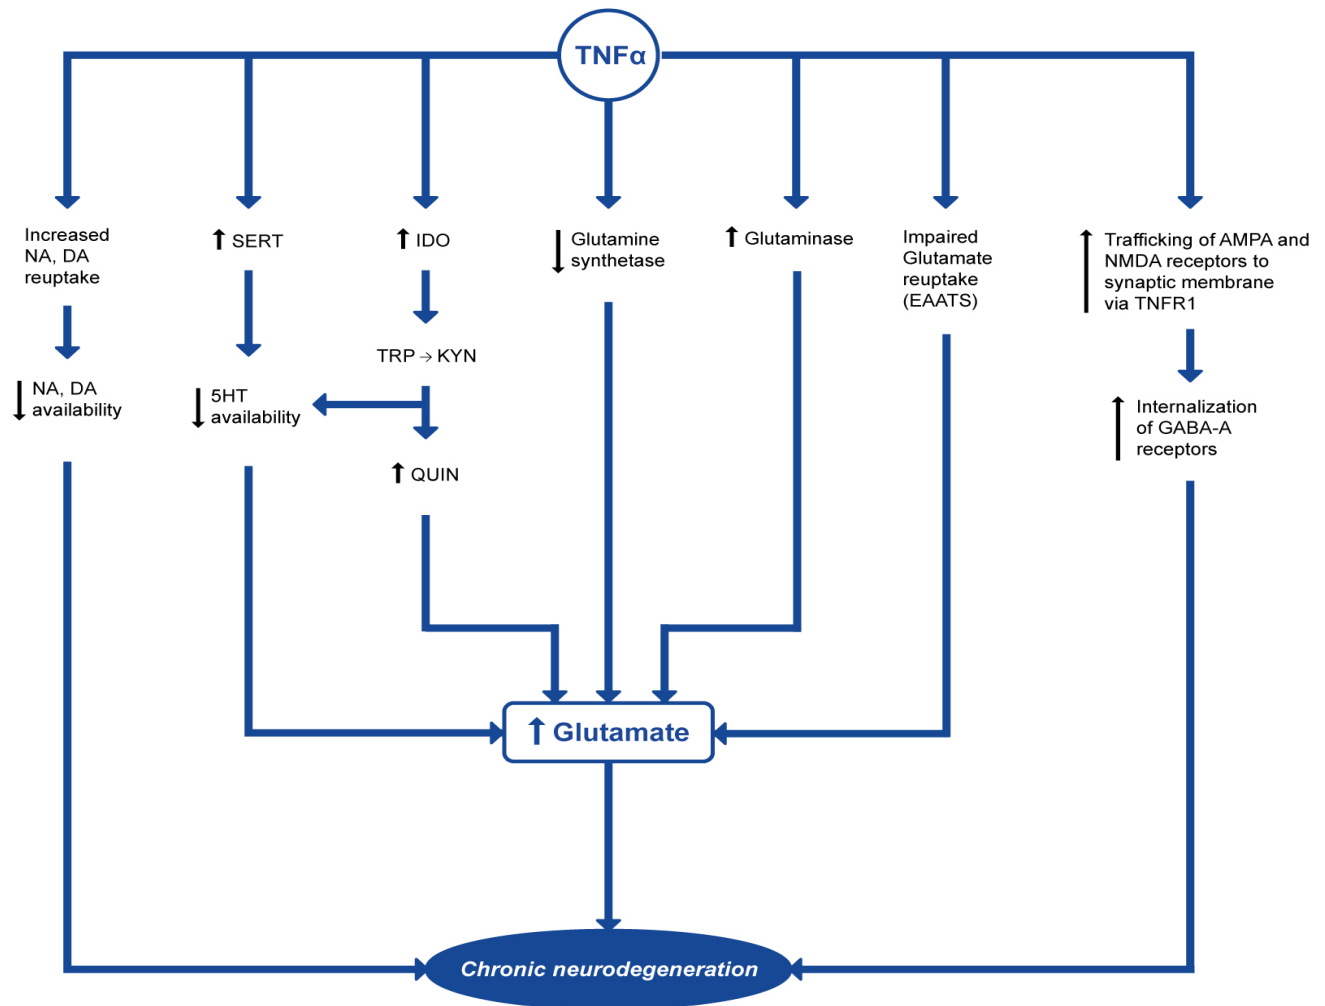 TNFα
Increased
NA, DA
reuptake
↑ SERT
↑ IDO
↓ Glutamine
synthetase
↑ Glutaminase
Impaired
Glutamate
reuptake
(EAATS)
↑ Trafficking of AMPA and
NMDA receptors to
synaptic membrane
via TNFR1
TRP → KYN
↓ NA, DA
availability
↓ 5HT
availability
↑ Internalization
of GABA-A
receptors
↑ QUIN
↑ Glutamate
Chronic neurodegeneration